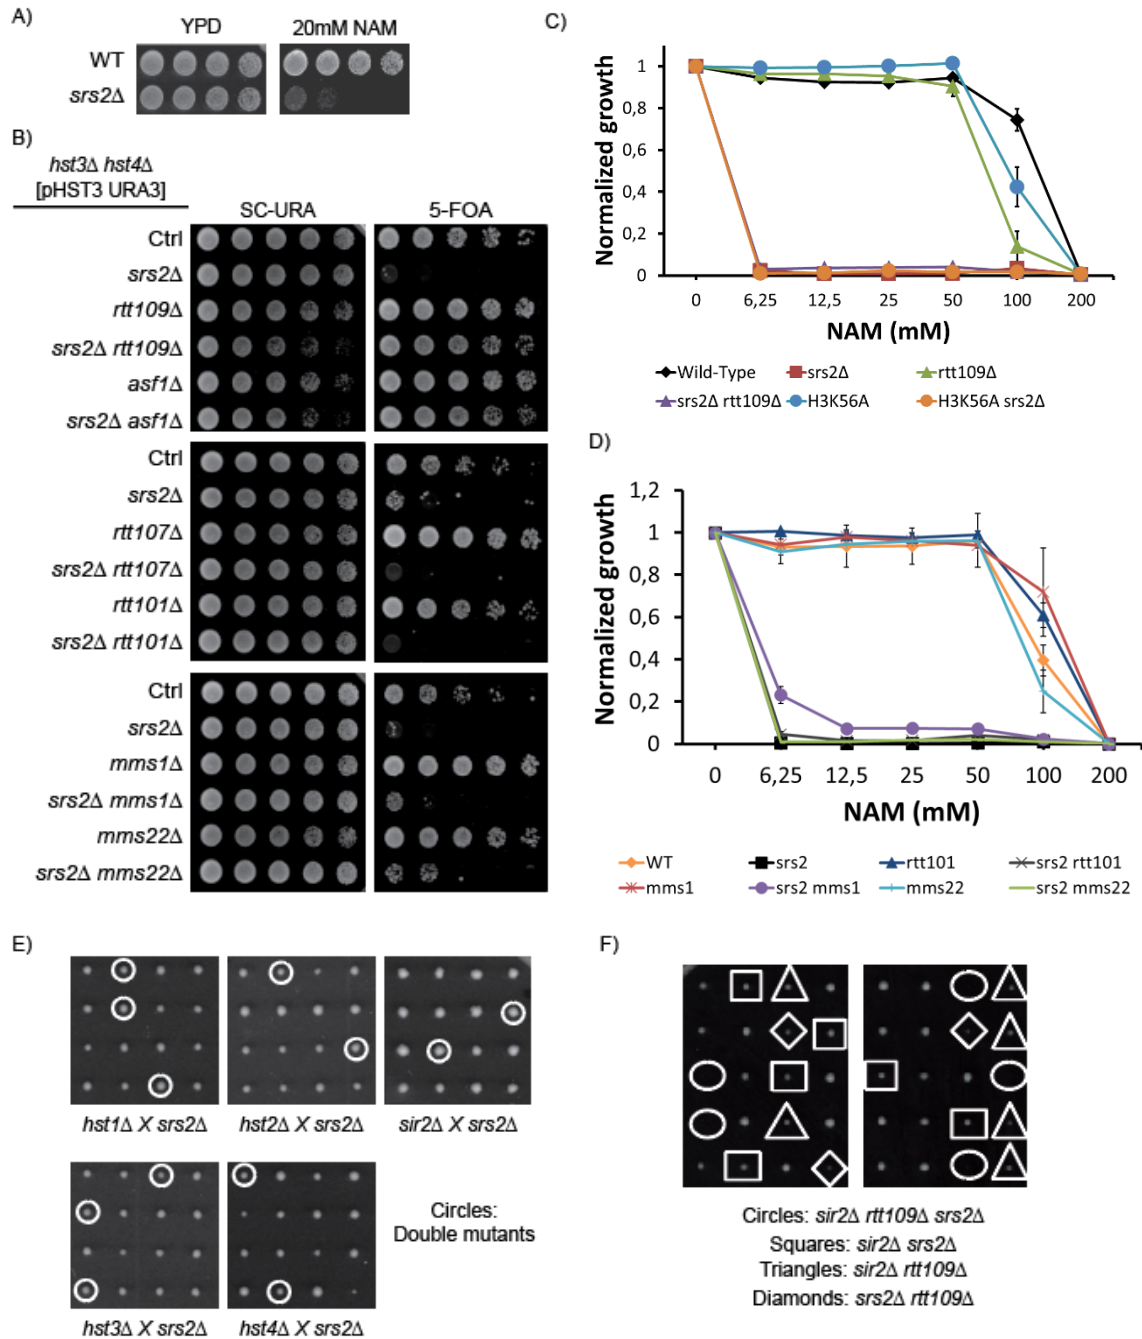 A)
YPD
20mM NAM
WT
srs2Δ
B)
hst3Δ hst4Δ
[pHST3 URA3]
SC-URA
5-FOA
Ctrl
srs2Δ
rtt109Δ
srs2Δ rtt109Δ
asf1Δ
srs2Δ asf1Δ
Ctrl
srs2Δ
rtt107Δ
srs2Δ rtt107Δ
rtt101Δ
srs2Δ rtt101Δ
Ctrl
srs2Δ
mms1Δ
srs2Δ mms1Δ
mms22Δ
srs2Δ mms22Δ
C)
Normalized growth
1
0,8
0,6
0,4
0,2
0
0 6,25 12,5 25 50 100 200
NAM (mM)
Wild-Type srs2Δ rtt109Δ
srs2Δ rtt109Δ H3K56A H3K56A srs2Δ
D)
Normalized growth
1,2
1
0,8
0,6
0,4
0,2
0
0 6,25 12,5 25 50 100 200
NAM (mM)
WT srs2 rtt101 srs2 rtt101
mms1 srs2 mms1 mms22 srs2 mms22
E)
hst1Δ X srs2Δ
hst2Δ X srs2Δ
sir2Δ X srs2Δ
hst3Δ X srs2Δ
hst4Δ X srs2Δ
Circles:
Double mutants
F)
Circles: sir2Δ rtt109Δ srs2Δ
Squares: sir2Δ srs2Δ
Triangles: sir2Δ rtt109Δ
Diamonds: srs2Δ rtt109Δ